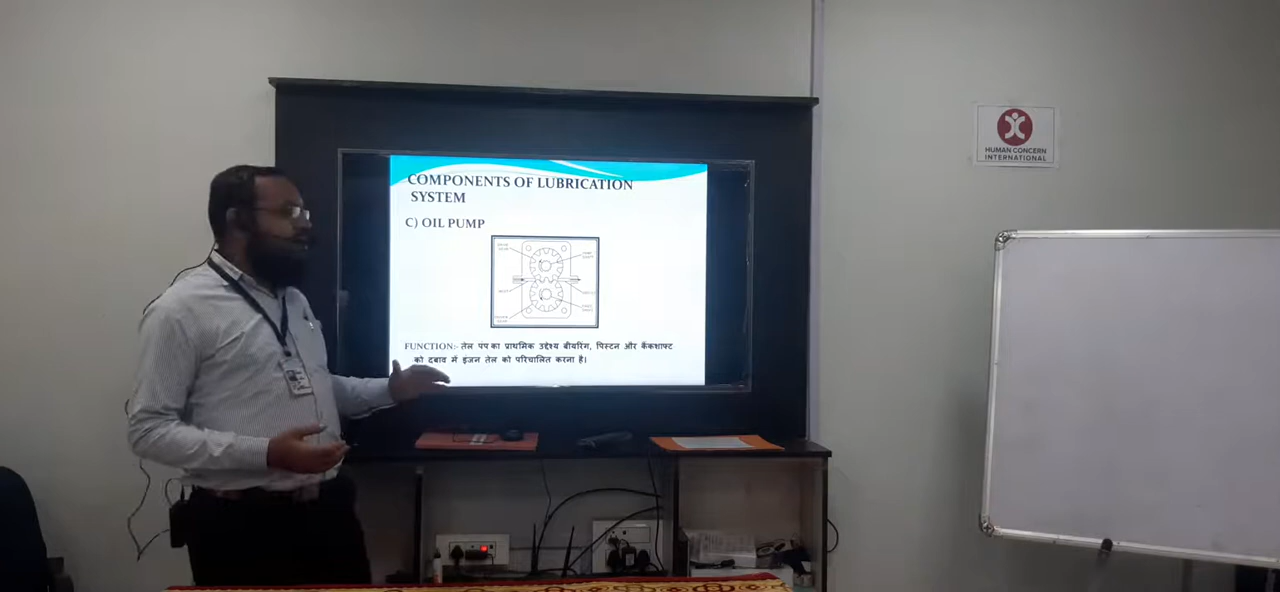 COMPONENTS OF LUBRICATION
SYSTEM
C) OIL PUMP
FUNCTION:- तेल पंप का प्राथमिक उद्देश्य बीयरिंग, पिस्टन और कैंकशाफ्ट
को दबाव में इंजन तेल को परिचालित करना है।
HUMAN CONCERN
INTERNATIONAL